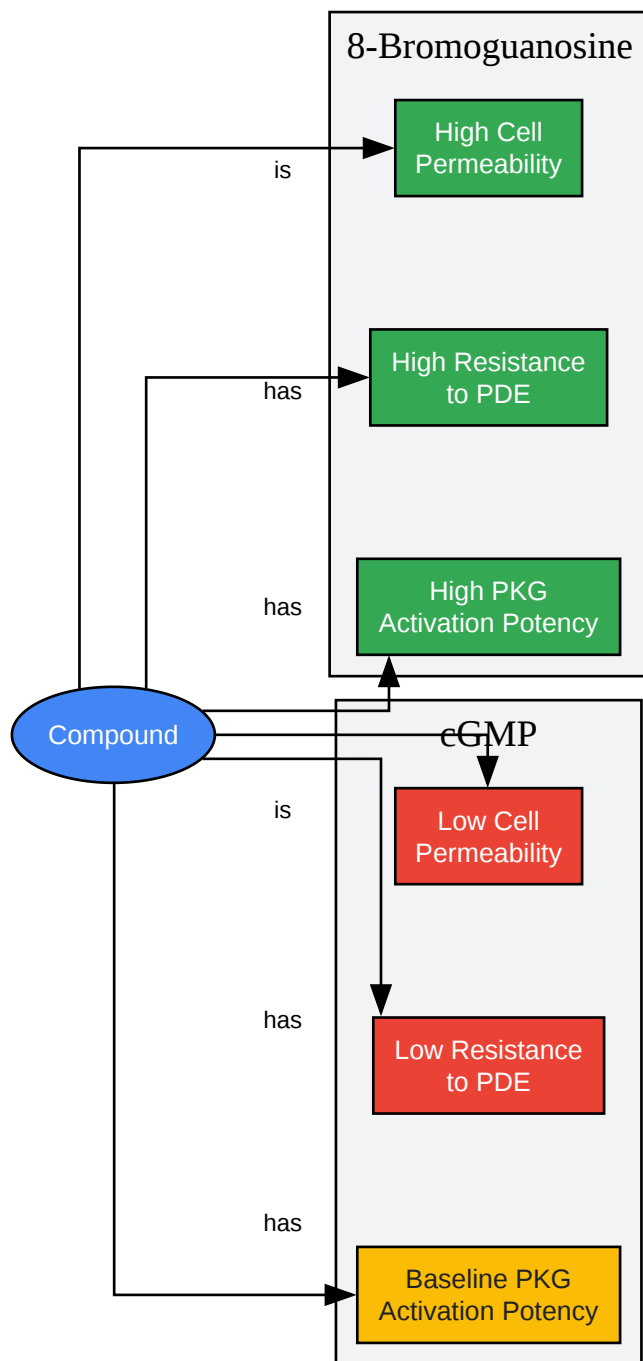 8-Bromoguanosine
High Cell
Permeability
is
High Resistance
to PDE
has
High PKG
Activation Potency
has
Compound
cGMP
Low Cell
Permeability
is
Low Resistance
to PDE
has
has
Baseline PKG
Activation Potency